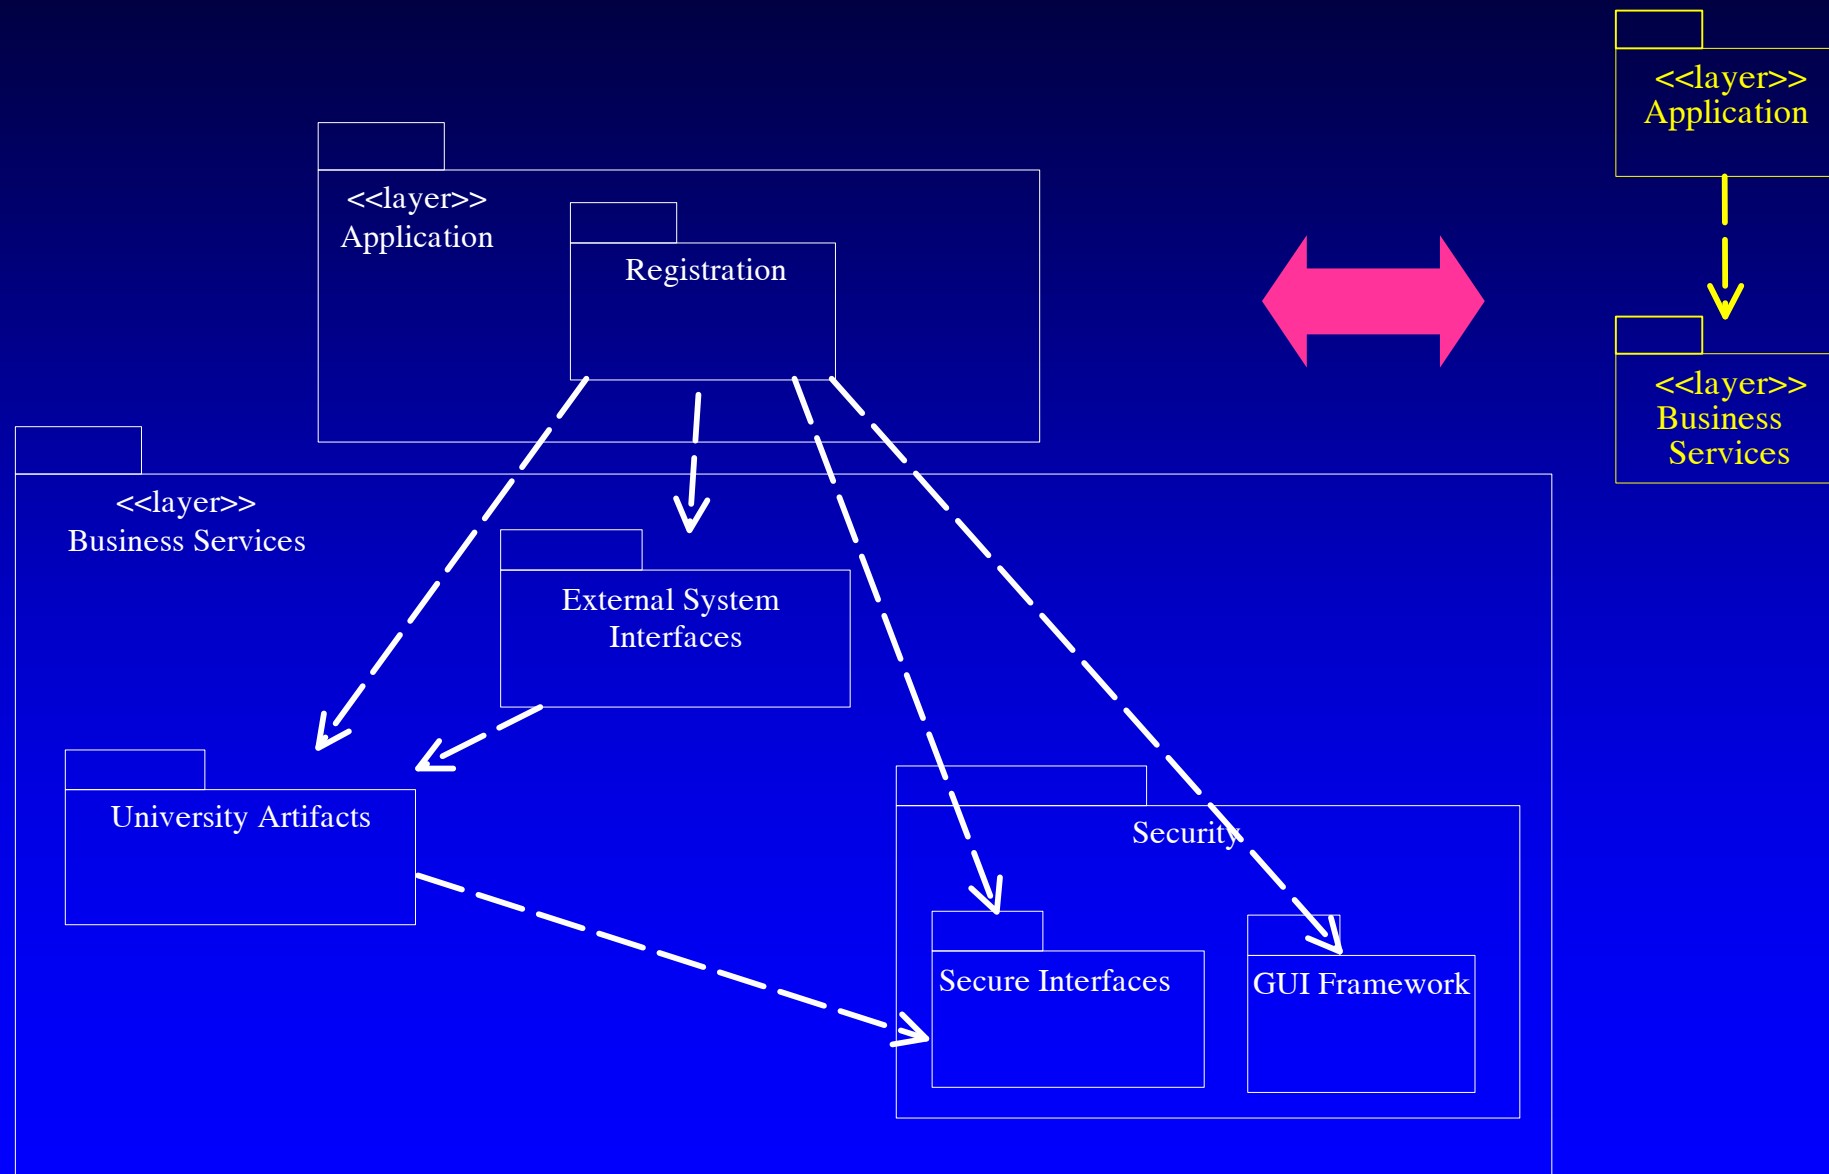 <<layer>>
Application
<<layer>>
Application
Registration
<<layer>>
Business
Services
<<layer>>
Business Services
External System
Interfaces
University Artifacts
Security
Secure Interfaces
GUI Framework